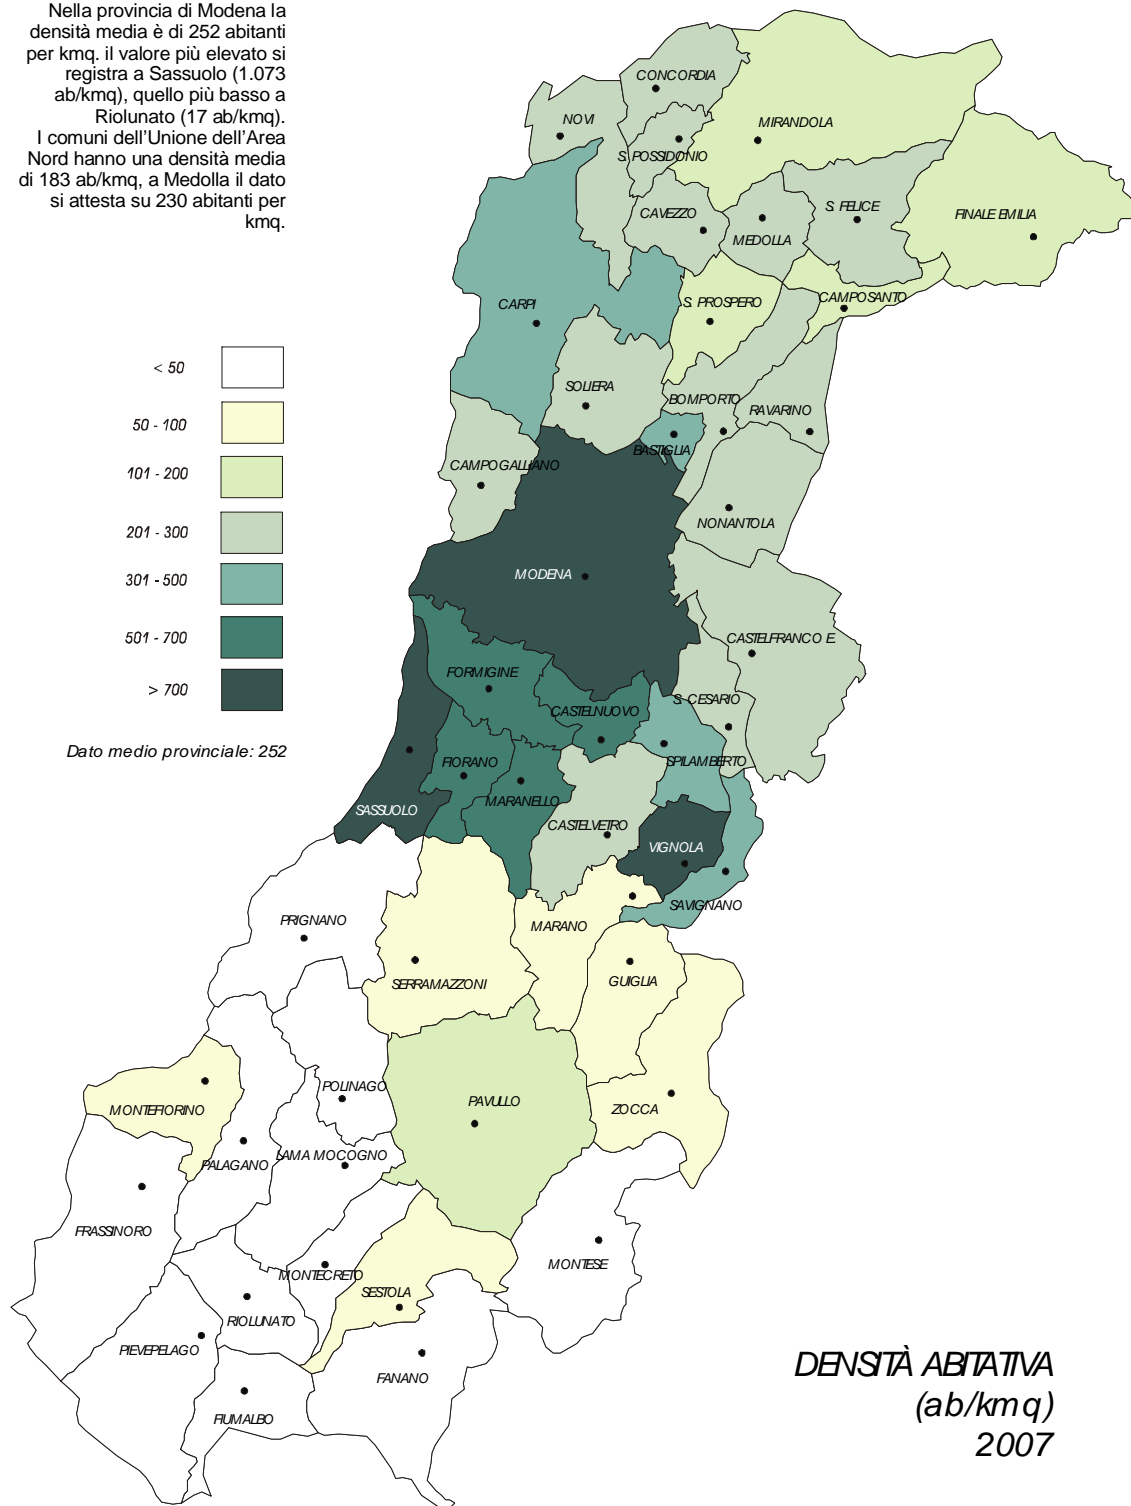 Nella provincia di Modena la
densità media è di 252 abitanti
per kmq. il valore più elevato si
registra a Sassuolo (1.073
ab/kmq), quello più basso a
Riolunato (17 ab/kmq).
I comuni dell'Unione dell'Area
Nord hanno una densità media
di 183 ab/kmq, a Medolla il dato
si attesta su 230 abitanti per
kmq.
< 50
50 - 100
101 - 200
201 - 300
301 - 500
501 - 700
> 700
Dato medio provinciale: 252
CONCORDIA
NOVI
MIRANDOLA
S. POSSIDONIO
CAVEZZO
S. FELICE
FINALE EMILIA
MEDOLLA
CARPI
S. PROSPERO
CAMPOSANTO
SOLIERA
BOMPORTO
RAVARINO
BASTIGLIA
CAMPOGALLIANO
NONANTOLA
MODENA
CASTELFRANCO E.
FORMIGINE
S. CESARIO
CASTELNUOVO
FIORANO
SPILAMBERTO
MARANELLO
SASSUOLO
CASTELVETRO
VIGNOLA
SAVIGNANO
PRIGNANO
MARANO
SERRAMAZZONI
GUIGLIA
POLINAGO
MONTEFIORINO
PAVULLO
ZOCCA
LAMA MOCOGNO
PALAGANO
FRASSINORO
MONTESE
MONTECRETO
SESTOLA
RIOLUNATO
PIEVEPELAGO
FANANO
FIUMALBO
DENSITÀ ABITATIVA
(ab/kmq)
2007